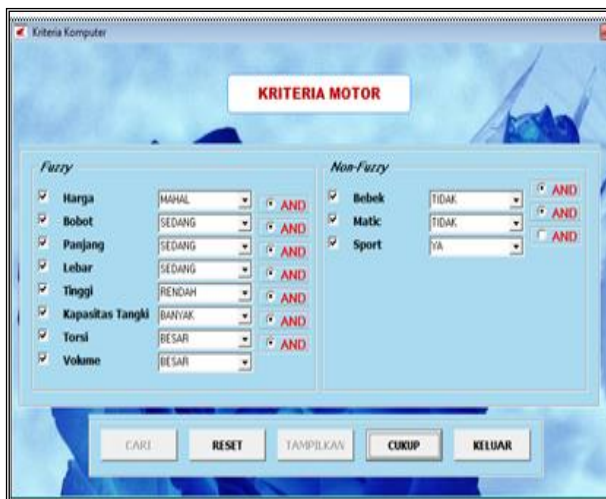 Kriteria Komputer
KRITERIA MOTOR
Fuzzy
Harga MAHAL AND
Bobot SEDANG AND
Panjang SEDANG AND
Lebar SEDANG AND
Tinggi RENDAH AND
Kapasitas Tangki BANYAK AND
Torsi BESAR AND
Volume BESAR
Non-Fuzzy
Bebek TIDAK AND
Matic TIDAK AND
Sport YA AND
CARI RESET TAMPILKAN CUKUP KELUAR